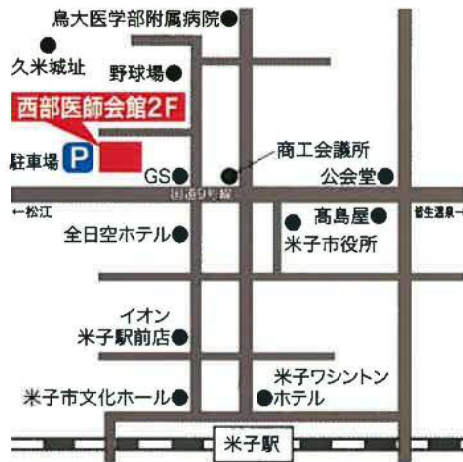 鳥大医学部附属病院
久米城址
野球場
西部医師会館2F
駐車場 P
GS
商工会議所
公会堂
国道9号線
←松江
髙島屋
皆生温泉→
全日空ホテル
米子市役所
イオン
米子駅前店
米子市文化ホール
米子ワシントン
ホテル
米子駅